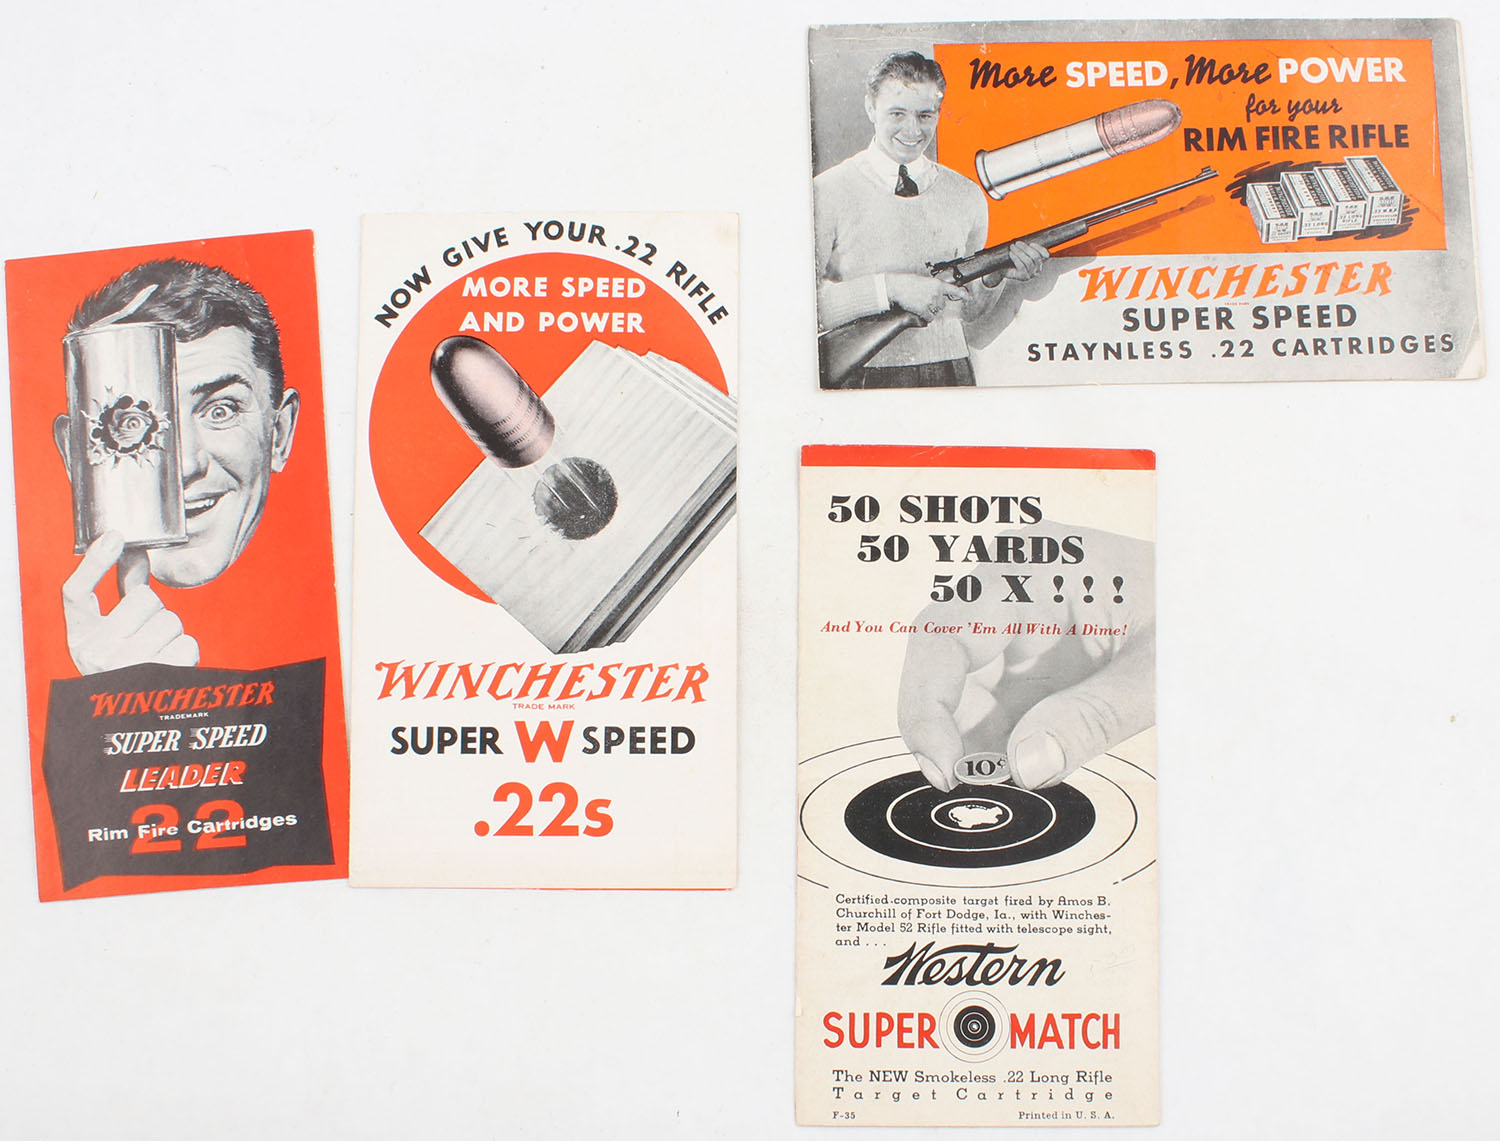 WINCHESTER
TRADEMARK
SUPER SPEED
LEADER
22
Rim Fire Cartridges
NOW GIVE YOUR .22 RIFLE
MORE SPEED
AND POWER
WINCHESTER
TRADE MARK
SUPER W SPEED
.22s
More SPEED, More POWER
for your
RIM FIRE RIFLE
WINCHESTER
TRADE MARK
SUPER SPEED
STAYNLESS .22 CARTRIDGES
50 SHOTS
50 YARDS
50 X ! ! !
And You Can Cover 'Em All With A Dime!
10¢
Certified composite target fired by Amos B.
Churchill of Fort Dodge, Ia., with Winches-
ter Model 52 Rifle fitted with telescope sight,
and . . .
Western
SUPER MATCH
The NEW Smokeless .22 Long Rifle
Target Cartridge
F-35 Printed in U. S. A.